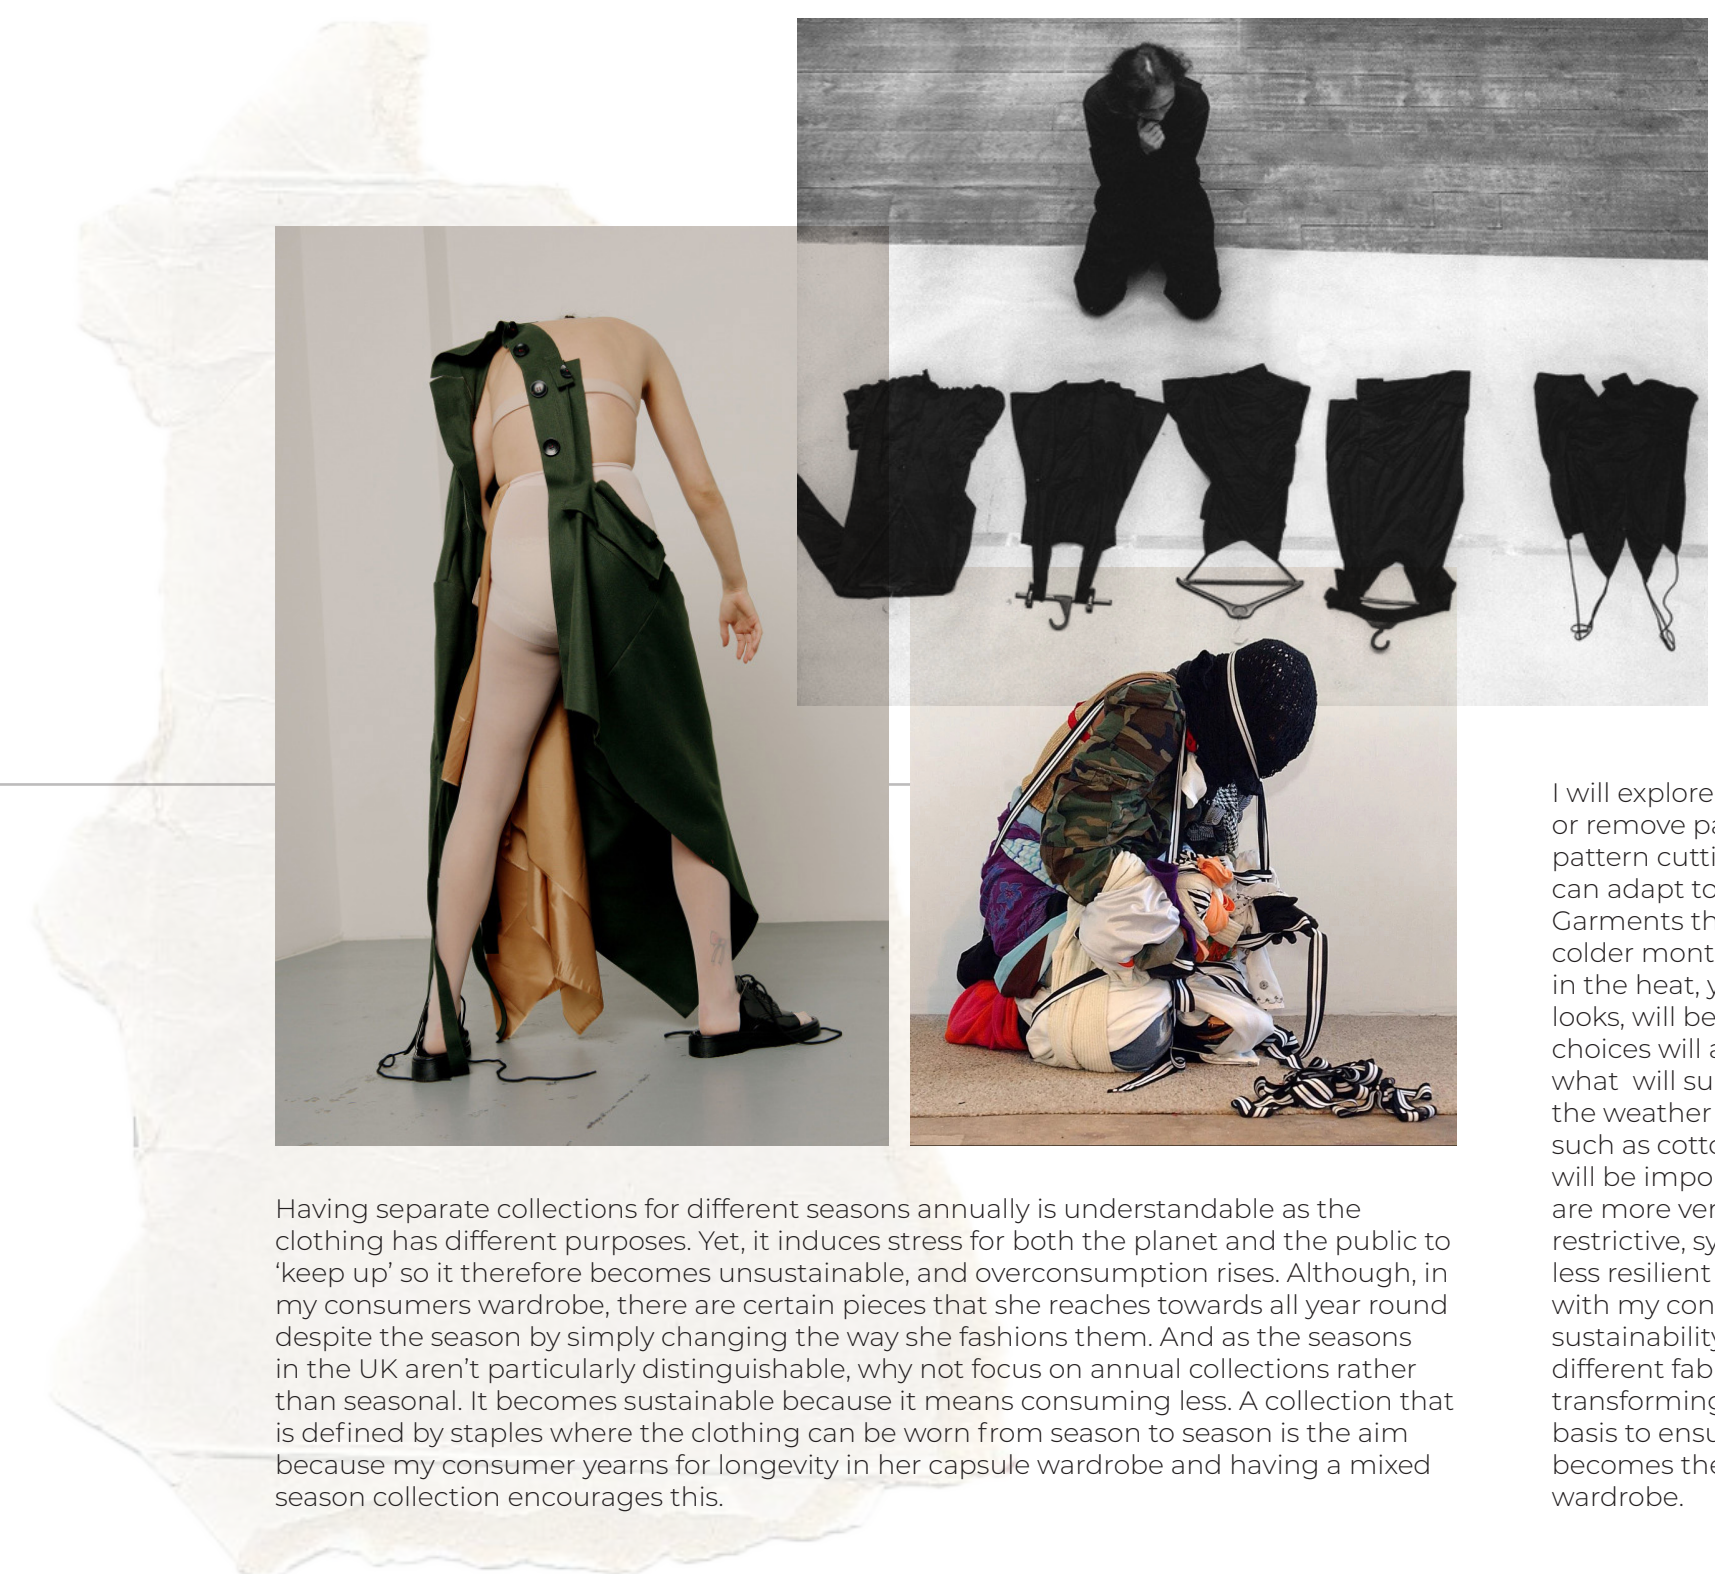 Having separate collections for different seasons annually is understandable as the
clothing has different purposes. Yet, it induces stress for both the planet and the public to
‘keep up’ so it therefore becomes unsustainable, and overconsumption rises. Although, in
my consumers wardrobe, there are certain pieces that she reaches towards all year round
despite the season by simply changing the way she fashions them. And as the seasons
in the UK aren’t particularly distinguishable, why not focus on annual collections rather
than seasonal. It becomes sustainable because it means consuming less. A collection that
is defined by staples where the clothing can be worn from season to season is the aim
because my consumer yearns for longevity in her capsule wardrobe and having a mixed
season collection encourages this.
I will explore
or remove
pattern
can adapt to
Garments
colder
in the heat,
looks, will be
choices will
what  will
the weather
such as
will be
are more
restrictive,
less resilient
with my
sustainability
different
transforming
basis to
becomes
wardrobe.